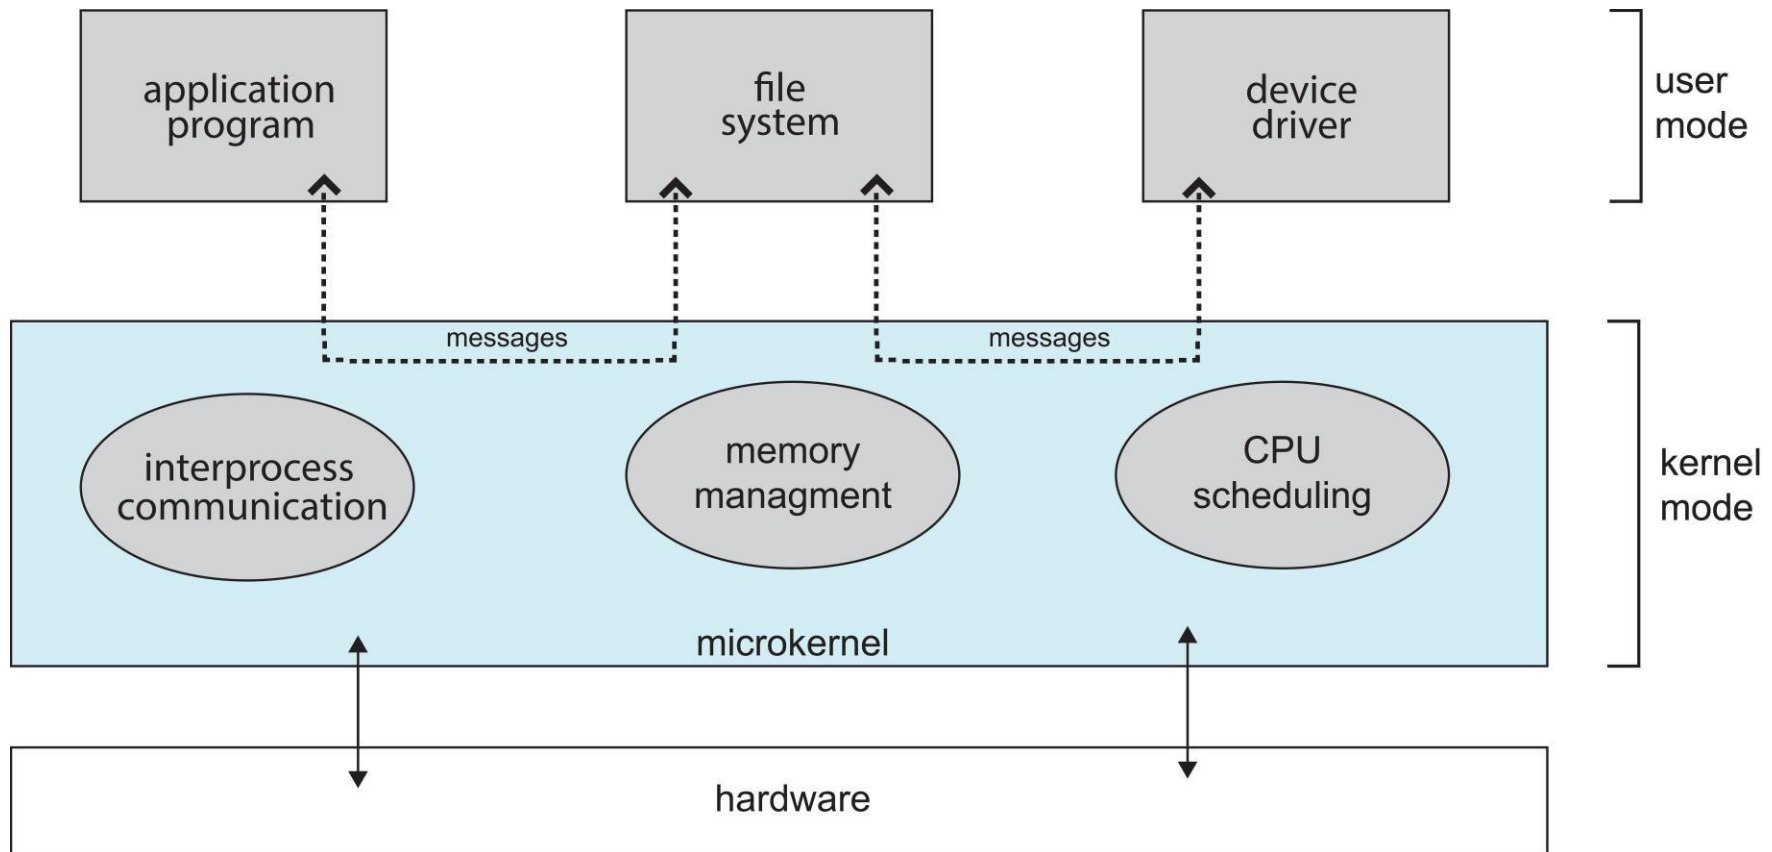 application
program
file
system
device
driver
user
mode
messages
messages
interprocess
communication
memory
managment
CPU
scheduling
kernel
mode
microkernel
hardware